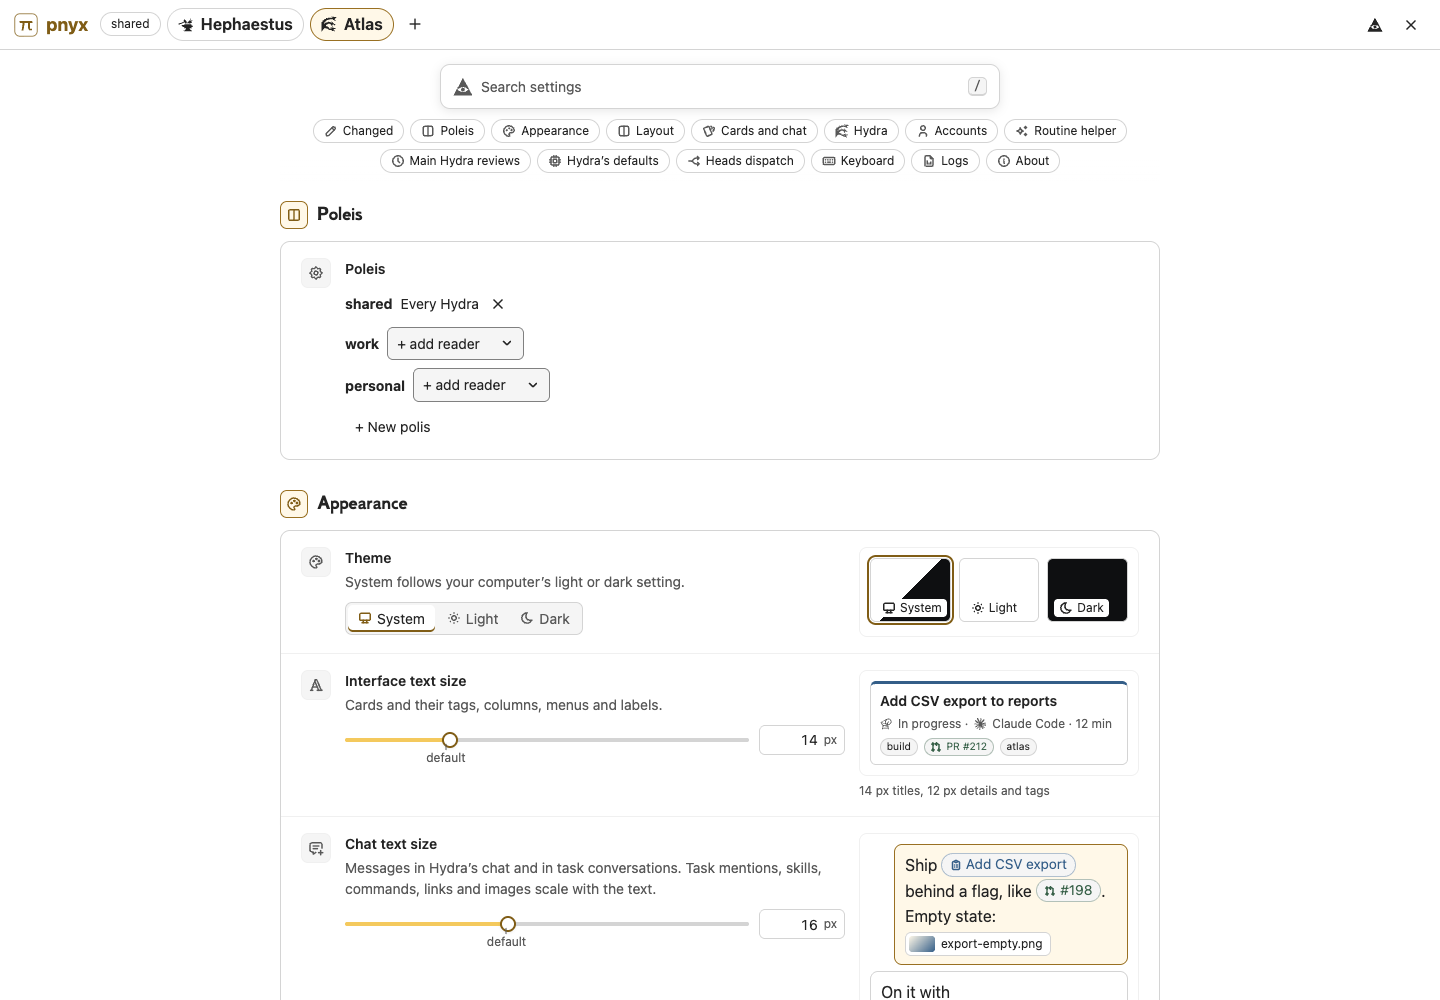 π pnyx shared Hephaestus Atlas +
Search settings /
Changed Poleis Appearance Layout Cards and chat Hydra Accounts Routine helper
Main Hydra reviews Hydra’s defaults Heads dispatch Keyboard Logs About
Poleis
Poleis
shared Every Hydra
work + add reader
personal + add reader
+ New polis
Appearance
Theme
System follows your computer’s light or dark setting.
System Light Dark
System Light Dark
Interface text size
Cards and their tags, columns, menus and labels.
14 px
default
Add CSV export to reports
In progress · Claude Code · 12 min
build PR #212 atlas
14 px titles, 12 px details and tags
Chat text size
Messages in Hydra’s chat and in task conversations. Task mentions, skills,
commands, links and images scale with the text.
16 px
default
Ship Add CSV export
behind a flag, like #198.
Empty state:
export-empty.png
On it with